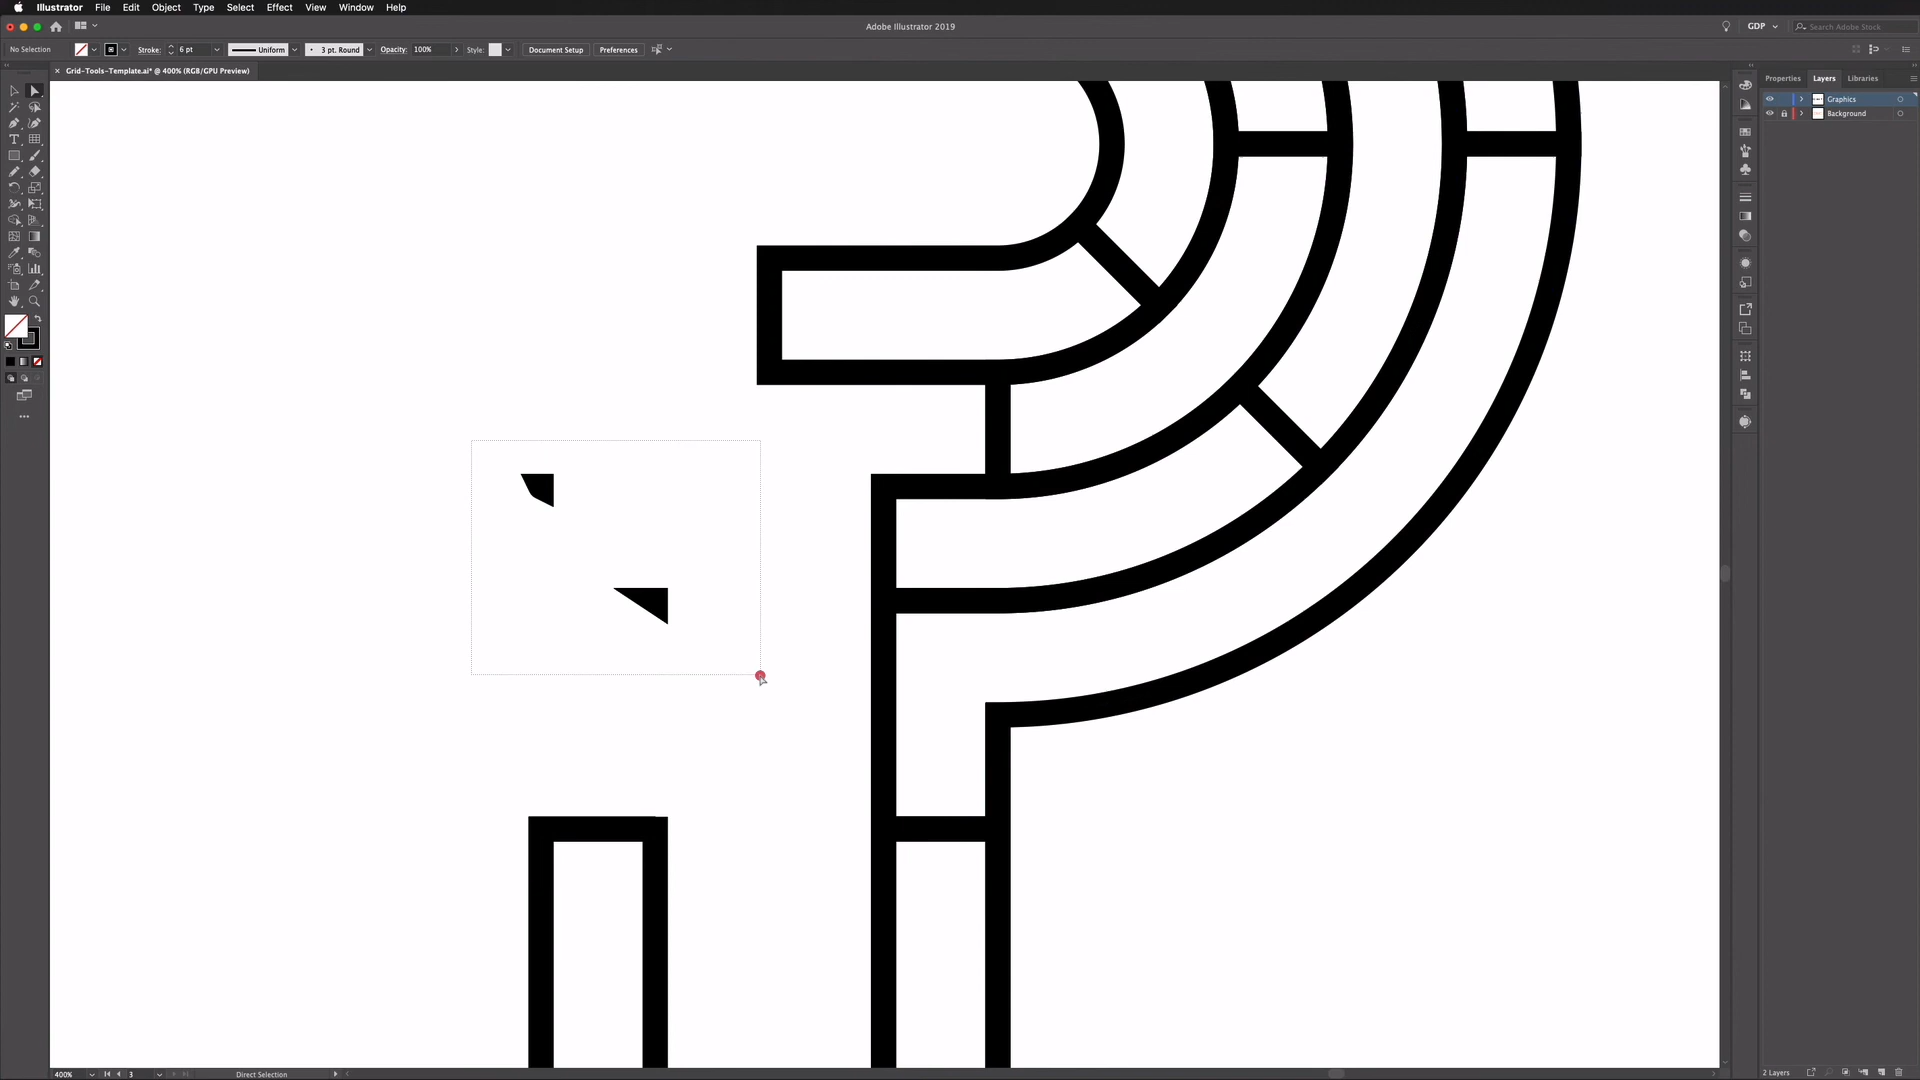 Illustrator File Edit Object Type Select Effect View Window Help
Adobe Illustrator 2019
GDP
Search Adobe Stock
No Selection
Stroke: 6 pt
Uniform
3 pt. Round
Opacity: 100%
Style:
Document Setup
Preferences
Grid-Tools-Template.ai* @ 400% (RGB/GPU Preview)
Properties Layers Libraries
Graphics
Background
400%
3
Direct Selection
2 Layers